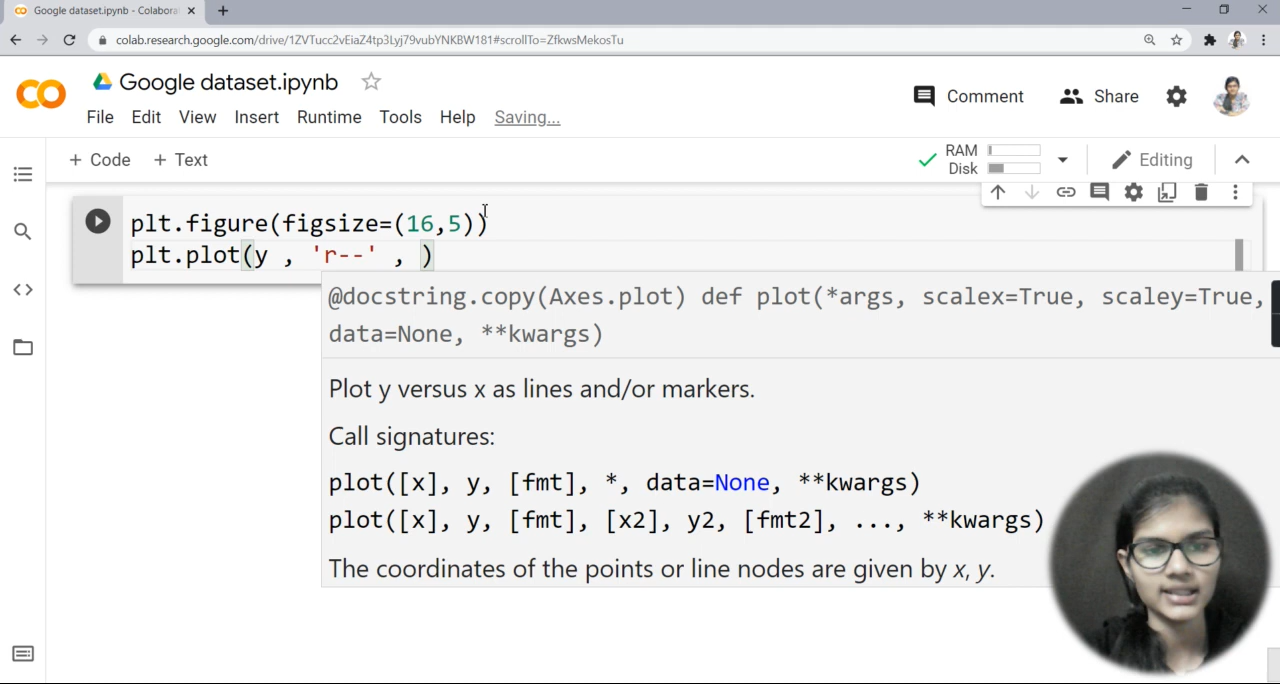 Google dataset.ipynb - Colabora
colab.research.google.com/drive/1ZVTucc2vEiaZ4tp3Lyj79vubYNKBW181#scrollTo=ZfkwsMekosTu
Google dataset.ipynb
File Edit View Insert Runtime Tools Help Saving...
Comment Share
+ Code + Text
RAM
Disk
Editing
plt.figure(figsize=(16,5))
plt.plot(y , 'r--' , )
@docstring.copy(Axes.plot) def plot(*args, scalex=True, scaley=True,
data=None, **kwargs)
Plot y versus x as lines and/or markers.
Call signatures:
plot([x], y, [fmt], *, data=None, **kwargs)
plot([x], y, [fmt], [x2], y2, [fmt2], ..., **kwargs)
The coordinates of the points or line nodes are given by x, y.